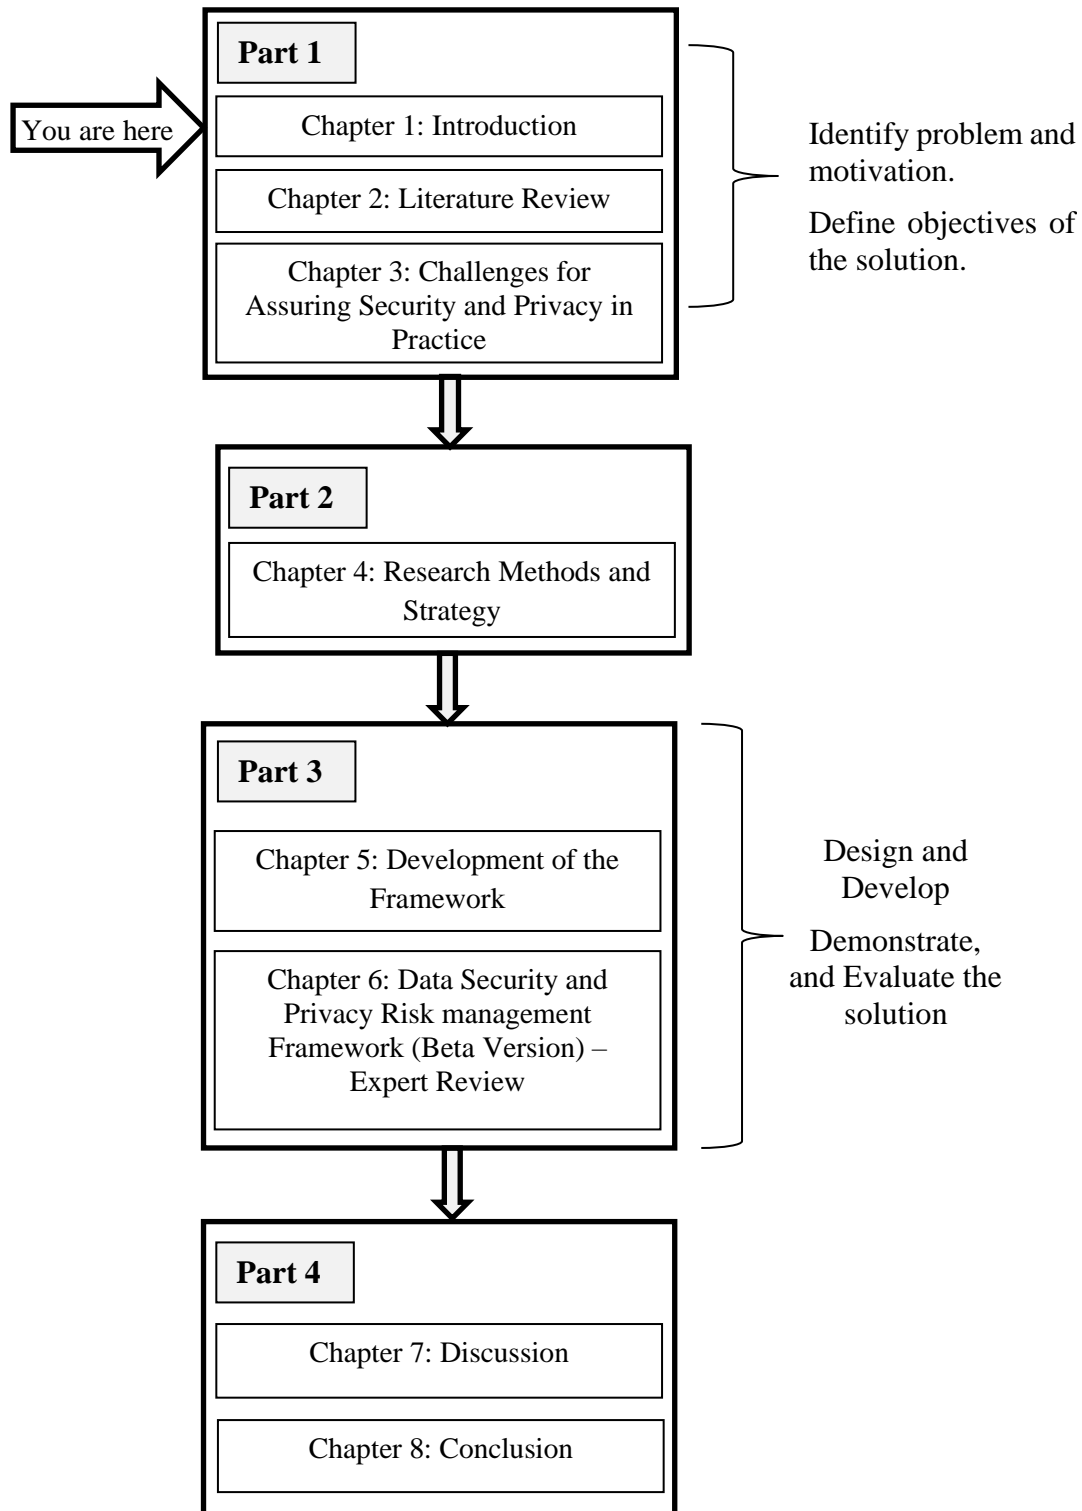 Part 1
You are here
Chapter 1: Introduction
Chapter 2: Literature Review
Chapter 3: Challenges for
Assuring Security and Privacy in
Practice
Identify problem and
motivation.
Define objectives of
the solution.
Part 2
Chapter 4: Research Methods and
Strategy
Part 3
Chapter 5: Development of the
Framework
Chapter 6: Data Security and
Privacy Risk management
Framework (Beta Version) –
Expert Review
Design and
Develop
Demonstrate,
and Evaluate the
solution
Part 4
Chapter 7: Discussion
Chapter 8: Conclusion